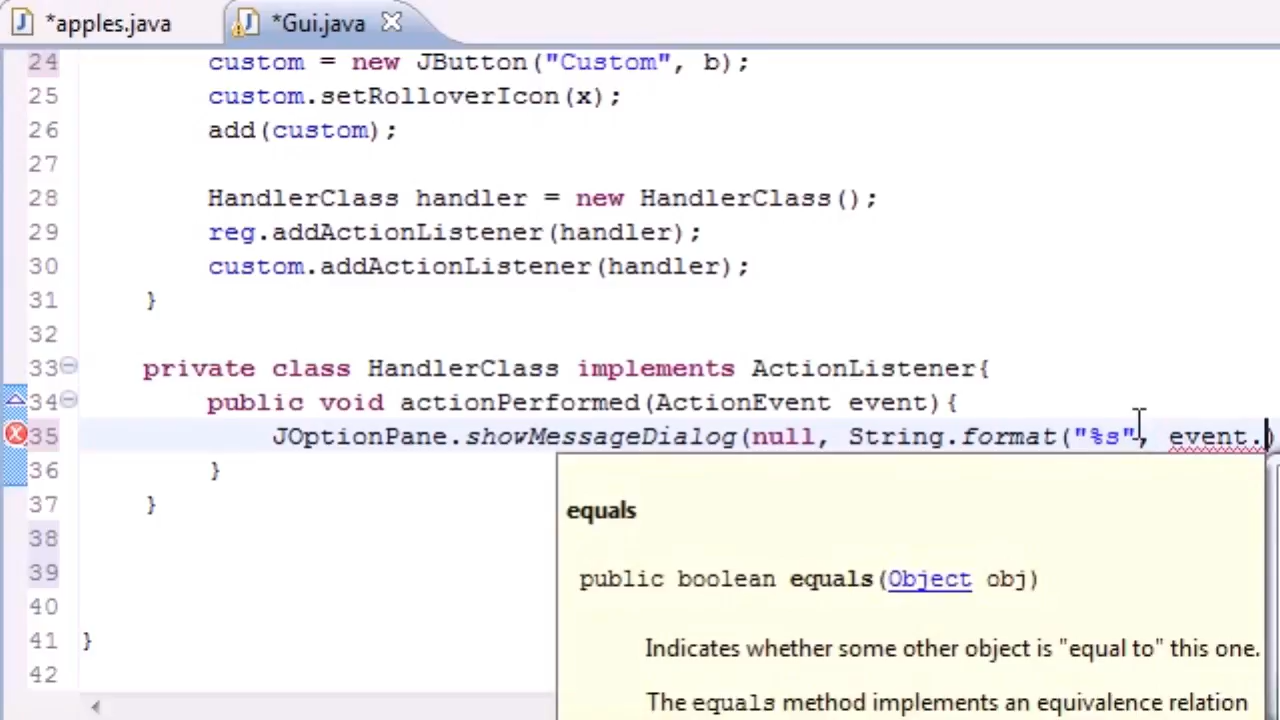 *apples.java *Gui.java
24 custom = new JButton("Custom", b);
25 custom.setRolloverIcon(x);
26 add(custom);
27
28 HandlerClass handler = new HandlerClass();
29 reg.addActionListener(handler);
30 custom.addActionListener(handler);
31 }
32
33 private class HandlerClass implements ActionListener{
34 public void actionPerformed(ActionEvent event){
35 JOptionPane.showMessageDialog(null, String.format("%s", event.)
36 }
37 }
38
39
40
41 }
42
equals
public boolean equals(Object obj)
Indicates whether some other object is "equal to" this one.
The equals method implements an equivalence relation